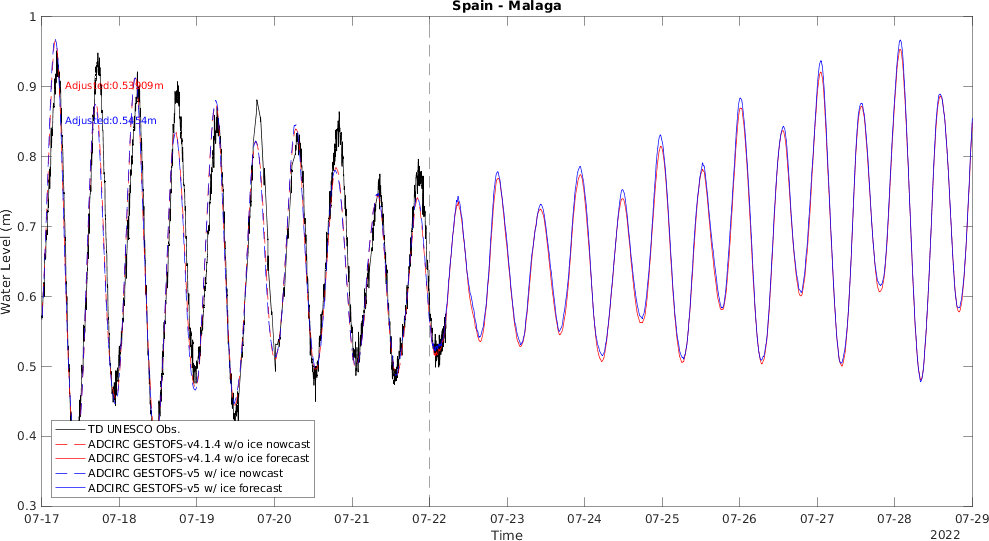 Spain - Malaga
1
0.9
0.8
0.7
0.6
0.5
0.4
0.3
Water Level (m)
Adjusted:0.53909m
Adjusted:0.5454m
TD UNESCO Obs.
ADCIRC GESTOFS-v4.1.4 w/o ice nowcast
ADCIRC GESTOFS-v4.1.4 w/o ice forecast
ADCIRC GESTOFS-v5 w/ ice nowcast
ADCIRC GESTOFS-v5 w/ ice forecast
07-17 07-18 07-19 07-20 07-21 07-22 07-23 07-24 07-25 07-26 07-27 07-28 07-29
Time
2022